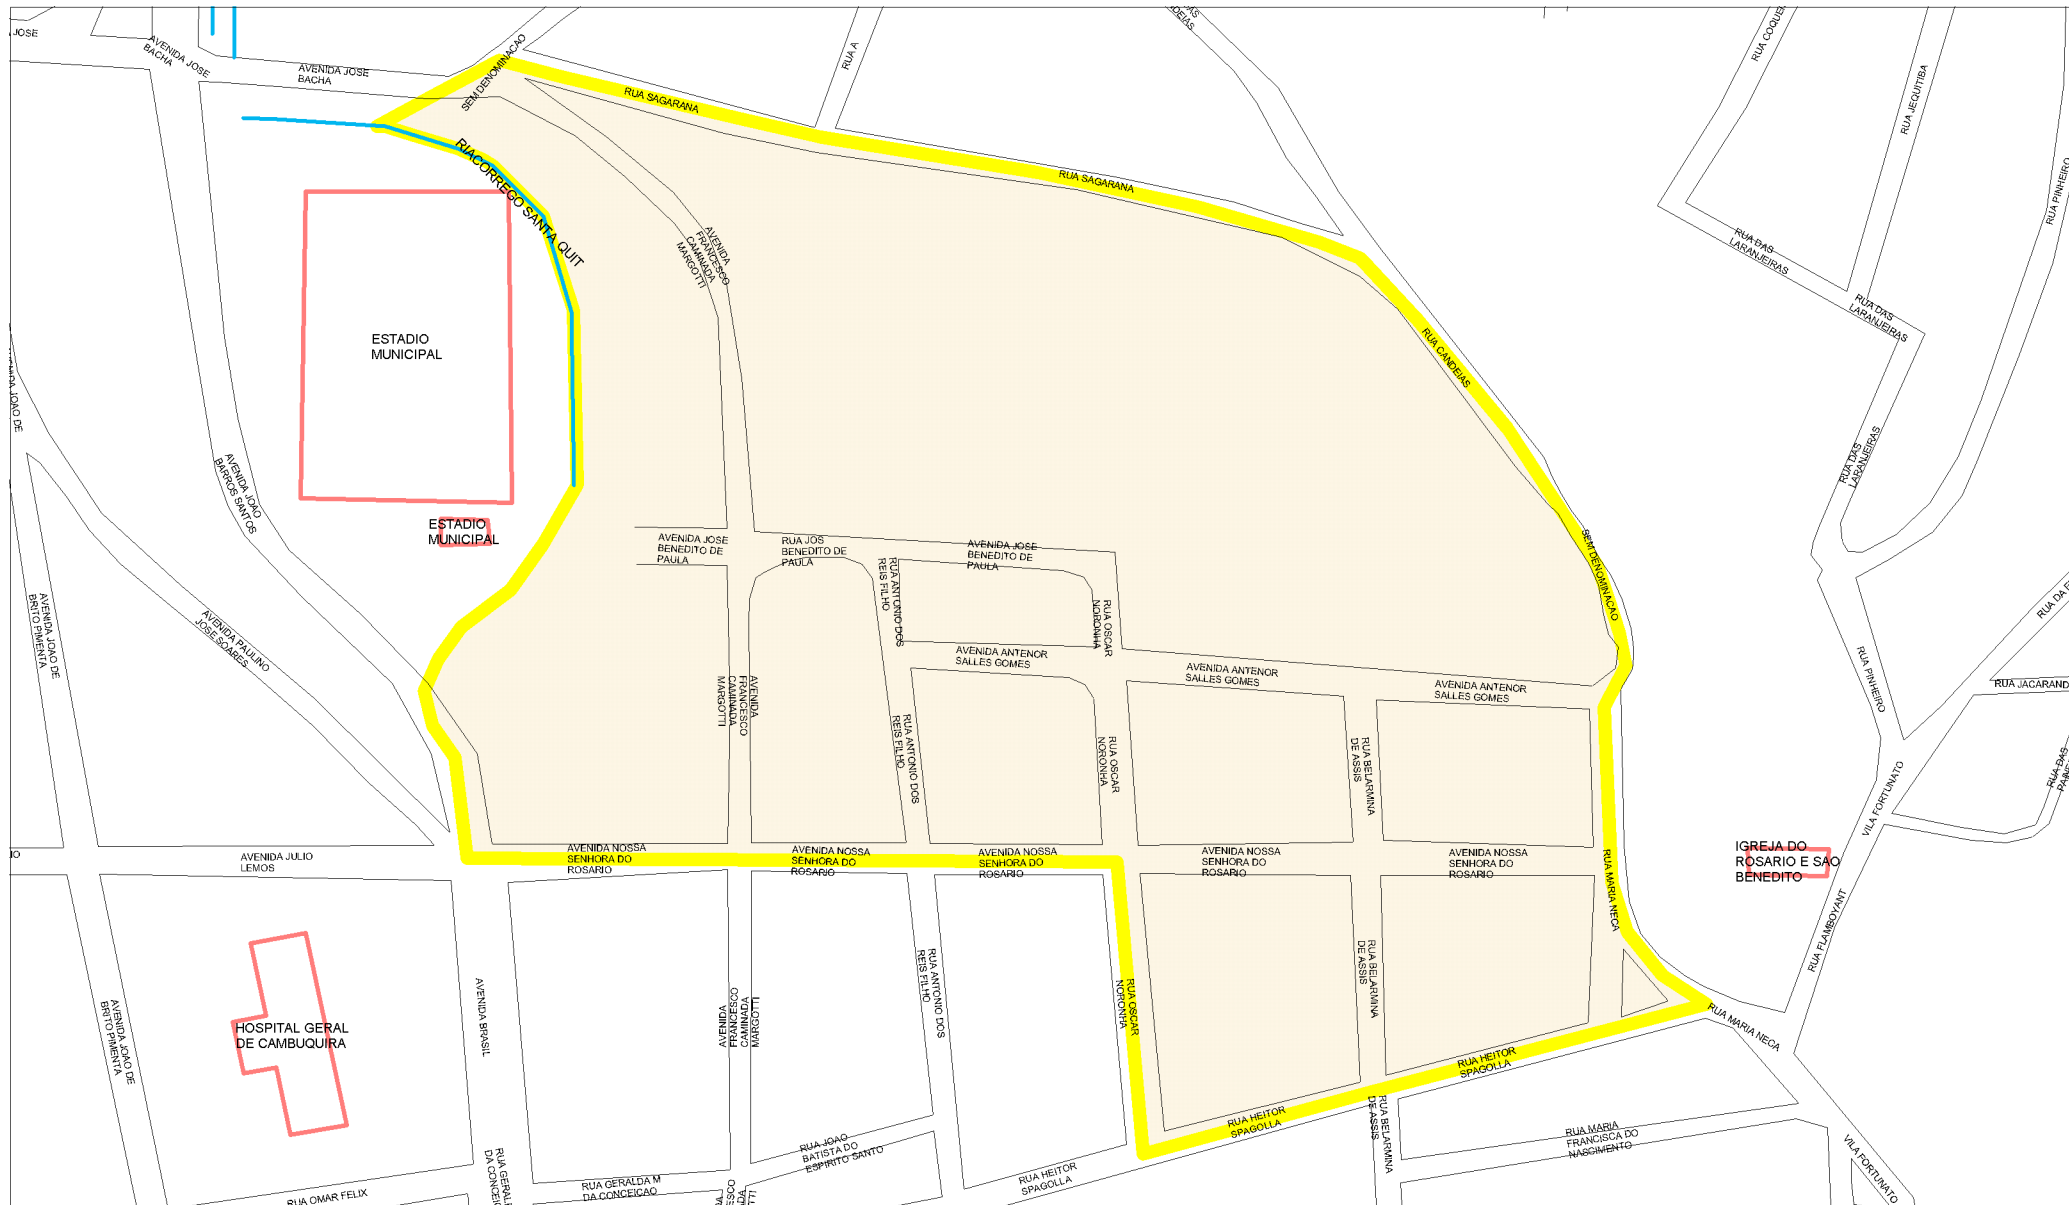 JOSE
AVENIDA JOSE
BACHA
AVENIDA JOSE
BACHA
SEM DENOMINACAO
RUA SAGARANA
RUA A
RUA SAGARANA
RUA JEQUITIBA
RUA PINHEIRO
RUA DAS
LARANJEIRAS
RUA DAS
LARANJEIRAS
RUA DAS
LARANJEIRAS
RIACORREGO SANTA QUIT
AVENIDA
FRANCESCO
CAMINADA
MARGOTTI
ESTADIO
MUNICIPAL
ESTADIO
MUNICIPAL
RUA CANDEIAS
SEM DENOMINACAO
AVENIDA JOAO
BARROS SANTOS
AVENIDA JOSE
BENEDITO DE
PAULA
RUA JOS
BENEDITO DE
PAULA
AVENIDA JOSE
BENEDITO DE
PAULA
RUA ANTONIO DOS
REIS FILHO
RUA OSCAR
NORONHA
AVENIDA JOAO DE
BRITO PIMENTA
AVENIDA PAULINO
JOSE SOARES
AVENIDA ANTENOR
SALLES GOMES
AVENIDA ANTENOR
SALLES GOMES
AVENIDA ANTENOR
SALLES GOMES
AVENIDA
FRANCESCO
CAMINADA
MARGOTTI
RUA ANTONIO DOS
REIS FILHO
RUA OSCAR
NORONHA
RUA BELARMINA
DE ASSIS
RUA PINHEIRO
RUA JACARAND
VILA FORTUNATO
AVENIDA JULIO
LEMOS
AVENIDA NOSSA
SENHORA DO
ROSARIO
AVENIDA NOSSA
SENHORA DO
ROSARIO
AVENIDA NOSSA
SENHORA DO
ROSARIO
AVENIDA NOSSA
SENHORA DO
ROSARIO
AVENIDA NOSSA
SENHORA DO
ROSARIO
RUA MARIA NECA
IGREJA DO
ROSARIO E SAO
BENEDITO
RUA FLAMBOYANT
HOSPITAL GERAL
DE CAMBUQUIRA
AVENIDA JOAO DE
BRITO PIMENTA
AVENIDA BRASIL
AVENIDA
FRANCESCO
CAMINADA
MARGOTTI
RUA ANTONIO DOS
REIS FILHO
RUA OSCAR
NORONHA
RUA BELARMINA
DE ASSIS
RUA MARIA NECA
RUA HEITOR
SPAGOLLA
RUA HEITOR
SPAGOLLA
RUA HEITOR
SPAGOLLA
RUA BELARMINA
DE ASSIS
RUA MARIA
FRANCISCA DO
NASCIMENTO
VILA FORTUNATO
RUA JOAO
BATISTA DO
ESPIRITO SANTO
RUA GERALDA M
DA CONCEICAO
RUA OMAR FELIX